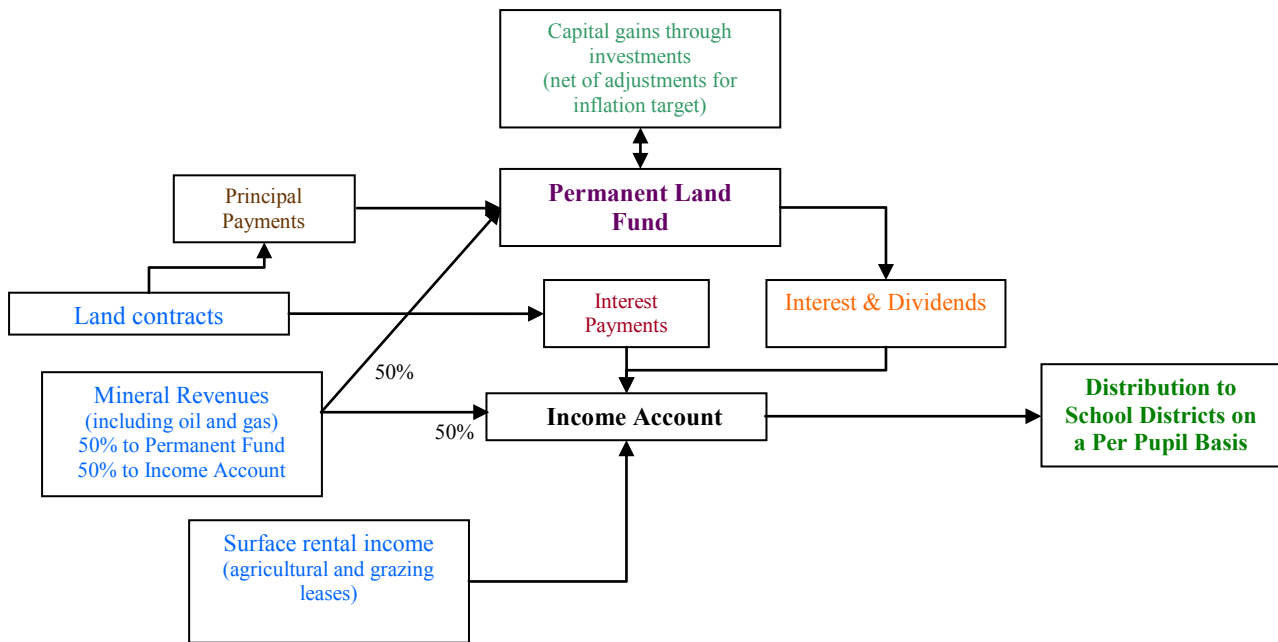 Capital gains through
investments
(net of adjustments for
inflation target)
Principal
Payments
Permanent Land
Fund
Land contracts
Interest
Payments
Interest & Dividends
50%
Mineral Revenues
(including oil and gas)
50% to Permanent Fund
50% to Income Account
50%
Income Account
Distribution to
School Districts on
a Per Pupil Basis
Surface rental income
(agricultural and grazing
leases)